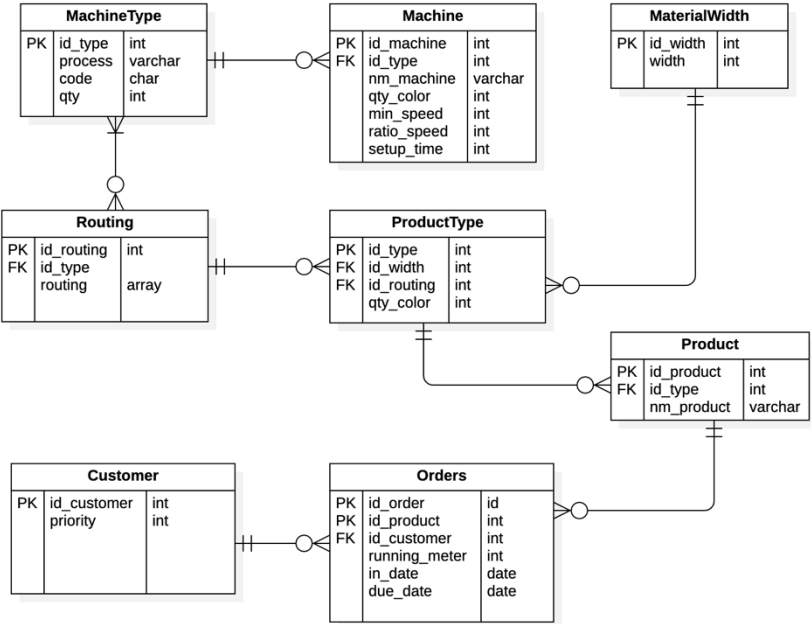 MachineType
PK id_type int
process varchar
code char
qty int
Machine
PK id_machine int
FK id_type int
nm_machine varchar
qty_color int
min_speed int
ratio_speed int
setup_time int
MaterialWidth
PK id_width int
width int
Routing
PK id_routing int
FK id_type
routing array
ProductType
PK id_type int
FK id_width int
FK id_routing int
qty_color int
Product
PK id_product int
FK id_type int
nm_product varchar
Customer
PK id_customer int
priority int
Orders
PK id_order id
PK id_product int
FK id_customer int
running_meter int
in_date date
due_date date